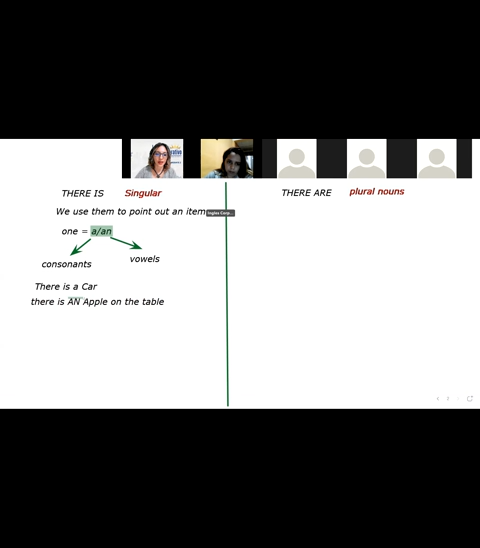 THERE IS Singular
We use them to point out an item
one = a/an
consonants
vowels
There is a Car
there is AN Apple on the table
THERE ARE plural nouns